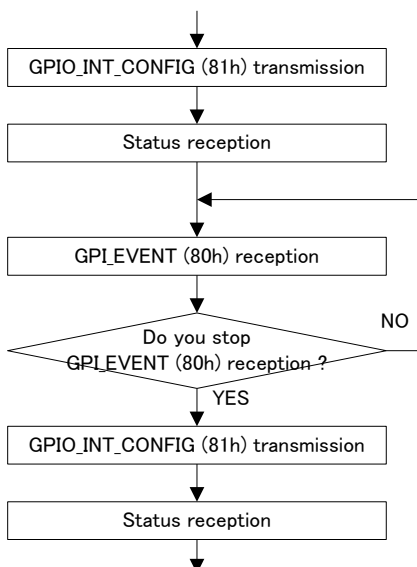 GPIO_INT_CONFIG (81h) transmission
Status reception
GPI_EVENT (80h) reception
Do you stop
GPI_EVENT (80h) reception ?
NO
YES
GPIO_INT_CONFIG (81h) transmission
Status reception